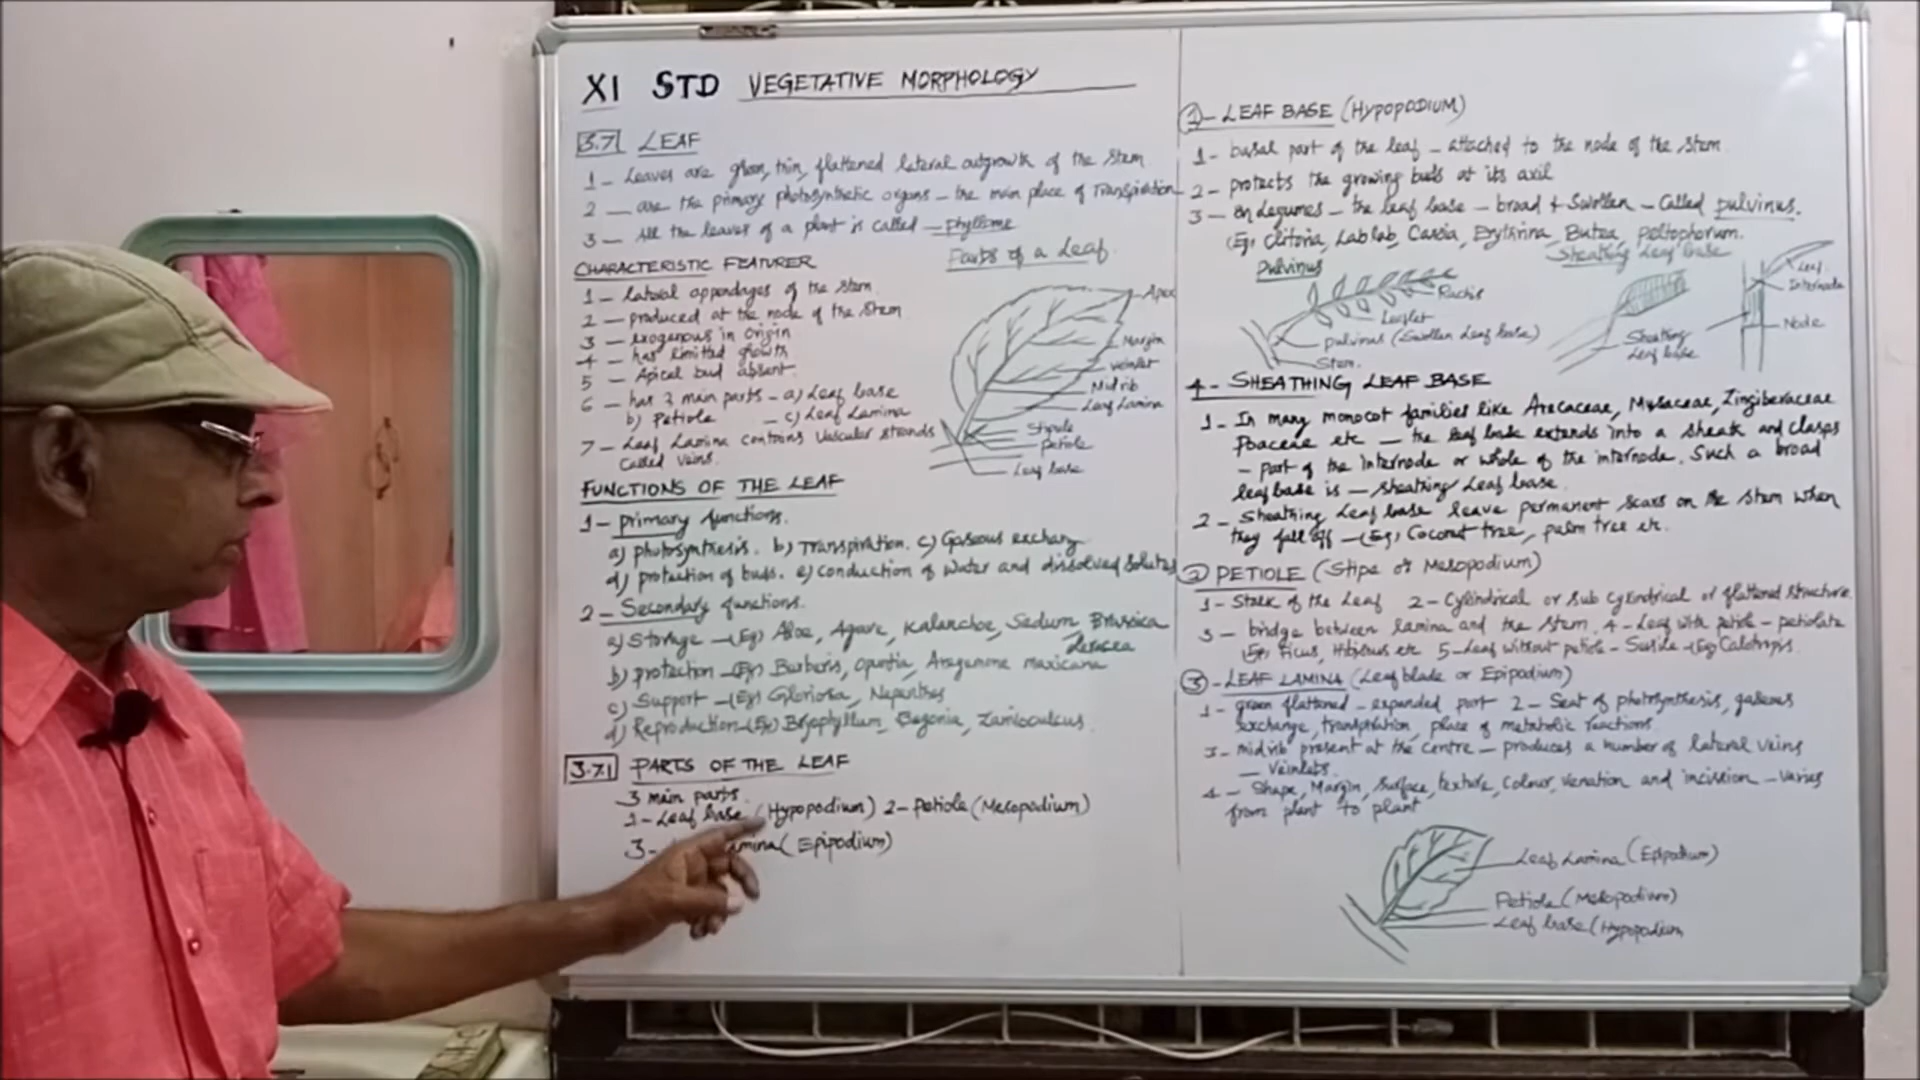 XI STD VEGETATIVE MORPHOLOGY
3.7 LEAF
1 - Leaves are green, thin, flattened lateral outgrowth of the stem
2 — are the primary photosynthetic organs - the main place of Transpiration
3 — All the leaves of a plant is called - phyllome
CHARACTERISTIC FEATURER
1 - lateral appendages of the stem
2 — produced at the node of the stem
3 — exogenous in origin
4 - has limited growth
5 - Apical bud absent.
6 - has 3 main parts - a) Leaf base
b) Petiole - c) Leaf Lamina
7 - Leaf Lamina contains vascular strands
called veins.
Parts of a Leaf
Apex
Margin
veinlet
Midrib
Leaf Lamina
Stipule
petiole
Leaf base
FUNCTIONS OF THE LEAF
1 - primary functions.
a) photosynthesis. b) Transpiration. c) Gaseous exchang
d) protection of buds. e) conduction of water and dissolved solutes
2 - Secondary functions.
a) Storage - (Eg) Aloe, Agave, Kalanchoe, Sedum Brassica
b) protection - (Eg) Barberis, opuntia, Aregemone maxicana
c) Support - (Eg) Gloriosa, Nepenthes
d) Reproduction - (Eg) Bryophyllum, Begonia, Zamioculcus.
3.7.1 PARTS OF THE LEAF
3 main parts.
1 - Leaf base (Hypopodium) 2 - Petiole (Mesopodium)
3 - amina (Epipodium)
1 - LEAF BASE (HYPOPODIUM)
1 - basal part of the leaf - attached to the node of the stem
2 - protects the growing buds at its axil
3 - In Legumes - the leaf base - broad & Swollen - Called pulvinus.
(Eg) Clitoria, Lablab, Cassia, Erythrina, Butea, peltophorum.
Pulvinus
Rachis
Leaflet
pulvinus (Swollen Leaf base)
Stem
Sheathing Leaf base
Sheathing
Leaf base
Leaf
Internode
Node
4 - SHEATHING LEAF BASE
1 - In many monocot families like Arecaceae, Musaceae, Zingiberaceae
Poaceae etc - the leaf base extends into a sheath and clasps
- part of the internode or whole of the internode. Such a broad
leaf base is - sheathing Leaf base.
2 - Sheathing Leaf base leave permanent scars on the stem when
they fall off - (Eg) Coconut tree, palm tree etc.
2 PETIOLE (Stipe or Mesopodium)
1 - Stalk of the Leaf 2 - Cylindrical or sub cylindrical or flattened structure
3 - bridge between lamina and the stem. 4 - Leaf with petiole - petiolate
(Eg) Ficus, Hibiscus etc 5 - Leaf without petiole - Sessile - (Eg) Calotropis.
3 - LEAF LAMINA (Leaf blade or Epipodium)
1 - green flattened - expanded part 2 - Seat of photosynthesis, gaseous
exchange, transpiration, place of metabolic reactions
3 - midrib present at the centre - produces a number of lateral veins
- veinlets.
4 - Shape, Margin, surface, texture, colour, venation and incision - varies
from plant to plant
Leaf Lamina (Epipodium)
Petiole (Mesopodium)
Leaf base (Hypopodium